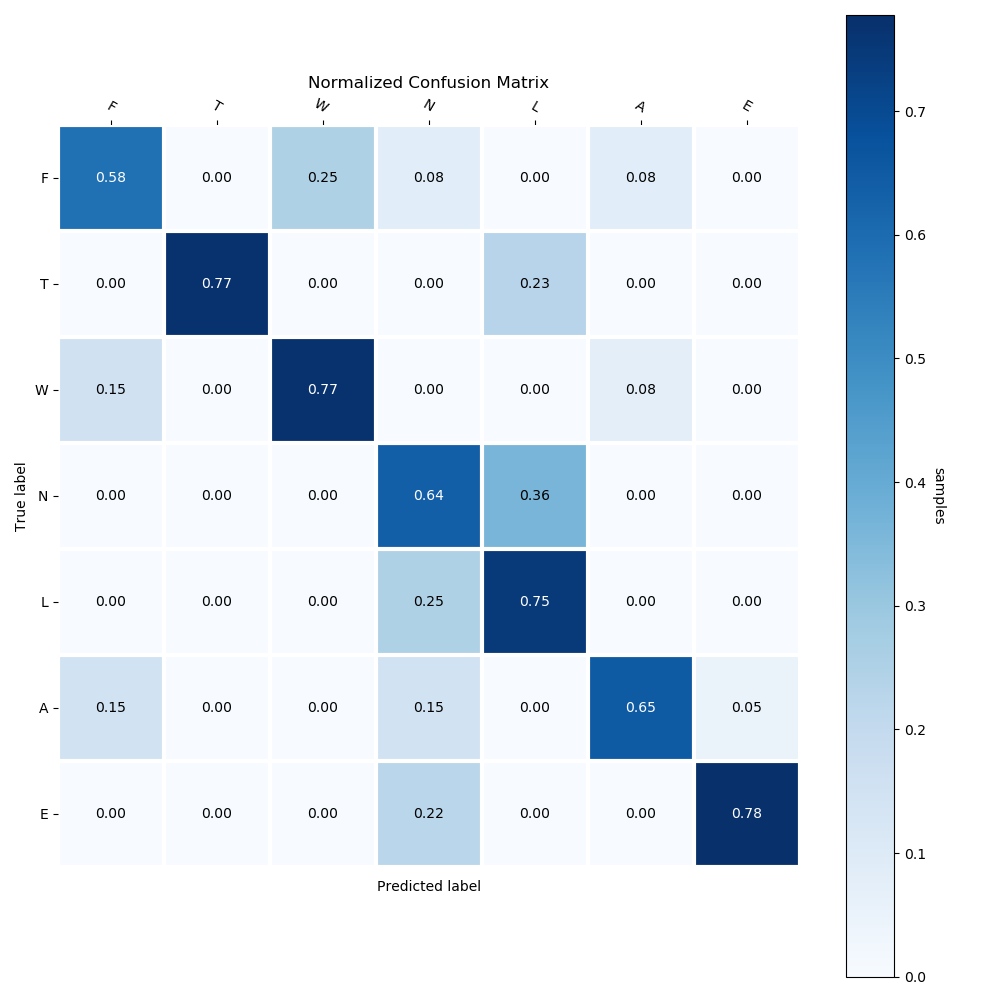 Normalized Confusion Matrix
F T W N L A E
F 0.58 0.00 0.25 0.08 0.00 0.08 0.00
T 0.00 0.77 0.00 0.00 0.23 0.00 0.00
W 0.15 0.00 0.77 0.00 0.00 0.08 0.00
N 0.00 0.00 0.00 0.64 0.36 0.00 0.00
L 0.00 0.00 0.00 0.25 0.75 0.00 0.00
A 0.15 0.00 0.00 0.15 0.00 0.65 0.05
E 0.00 0.00 0.00 0.22 0.00 0.00 0.78
True label
Predicted label
0.7
0.6
0.5
0.4
0.3
0.2
0.1
0.0
samples